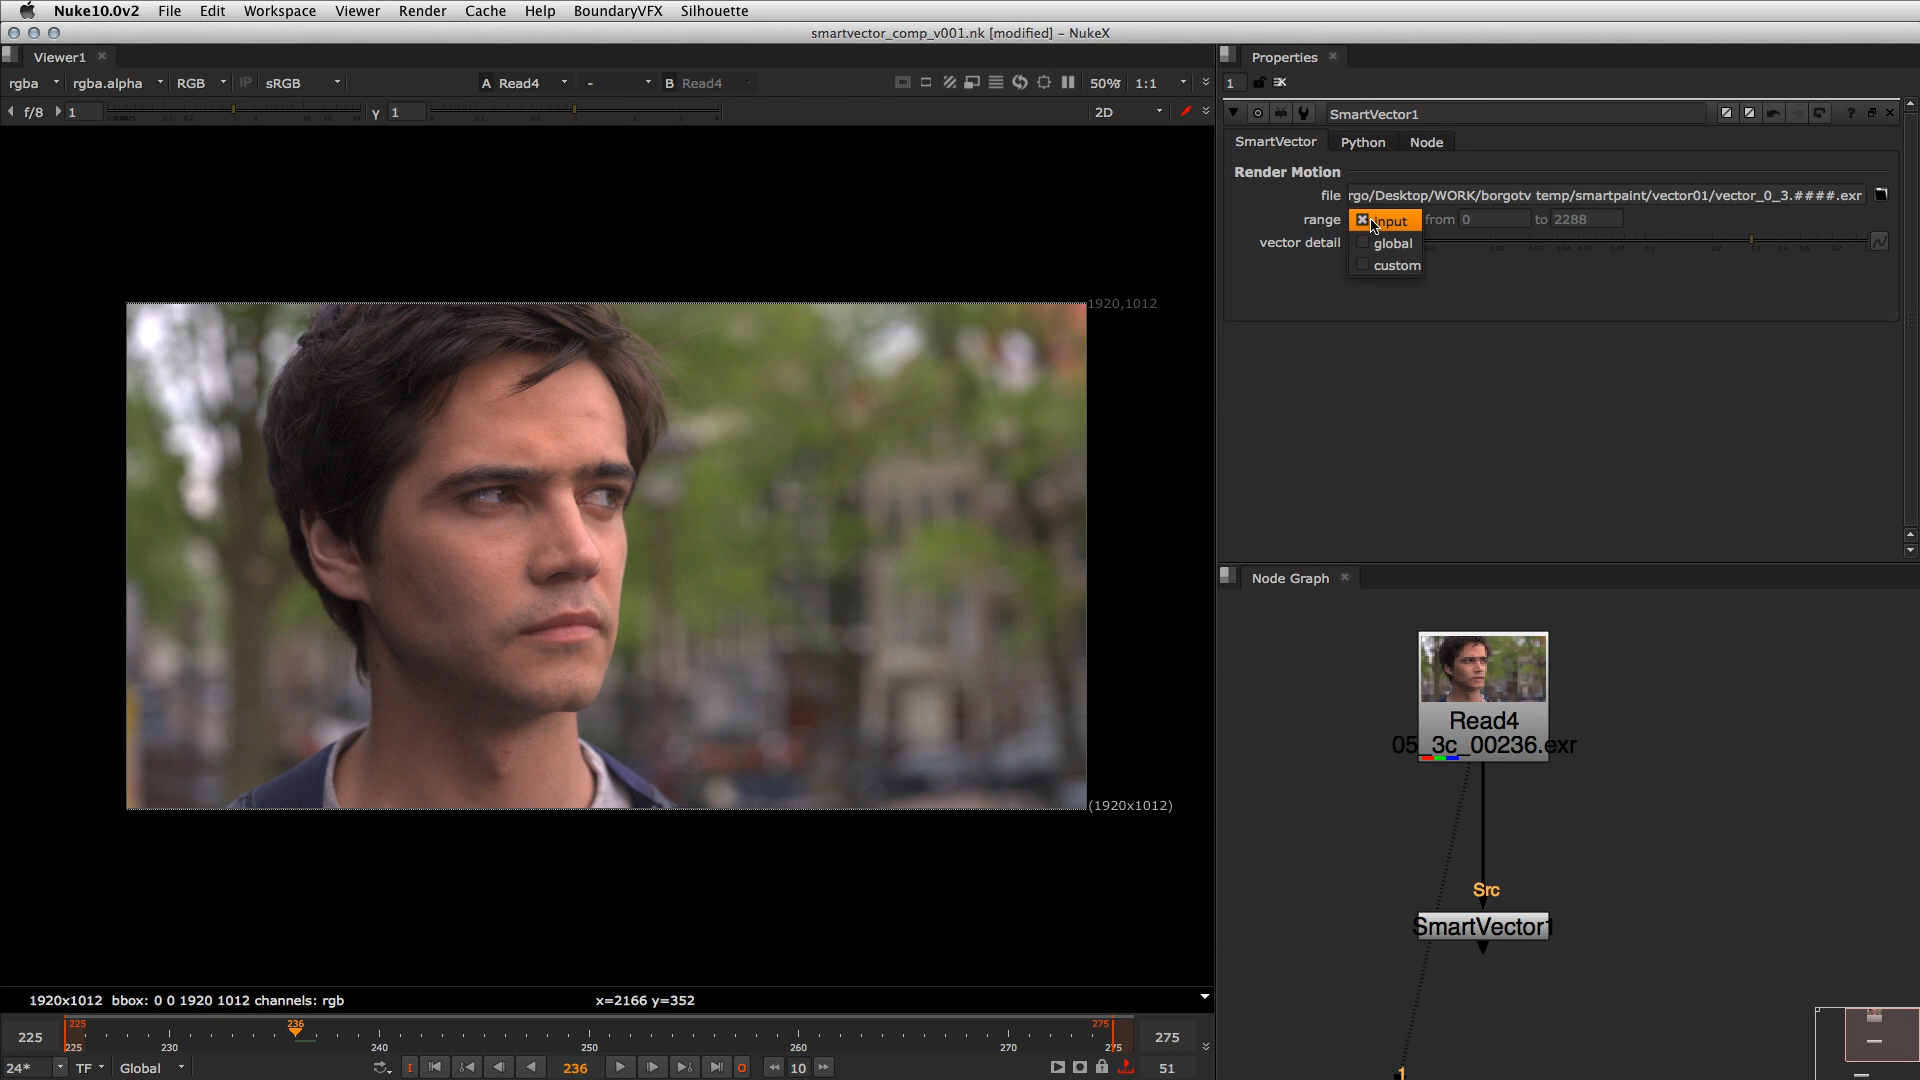 Nuke10.0v2 File Edit Workspace Viewer Render Cache Help BoundaryVFX Silhouette
smartvector_comp_v001.nk [modified] – NukeX
Viewer1
rgba rgba.alpha RGB IP sRGB A Read4 - B Read4 50% 1:1
f/8 1 γ 1 2D
1920,1012
(1920x1012)
1920x1012 bbox: 0 0 1920 1012 channels: rgb x=2166 y=352
225 225 236 275 275
225 230 240 250 260 270 275
24* TF Global I 236 O 10 51
Properties
1
SmartVector1
SmartVector Python Node
Render Motion
file rgo/Desktop/WORK/borgotv temp/smartpaint/vector01/vector_0_3.####.exr
range input from 0 to 2288
vector detail global
custom
Node Graph
Read4
05_3c_00236.exr
Src
SmartVector1
1